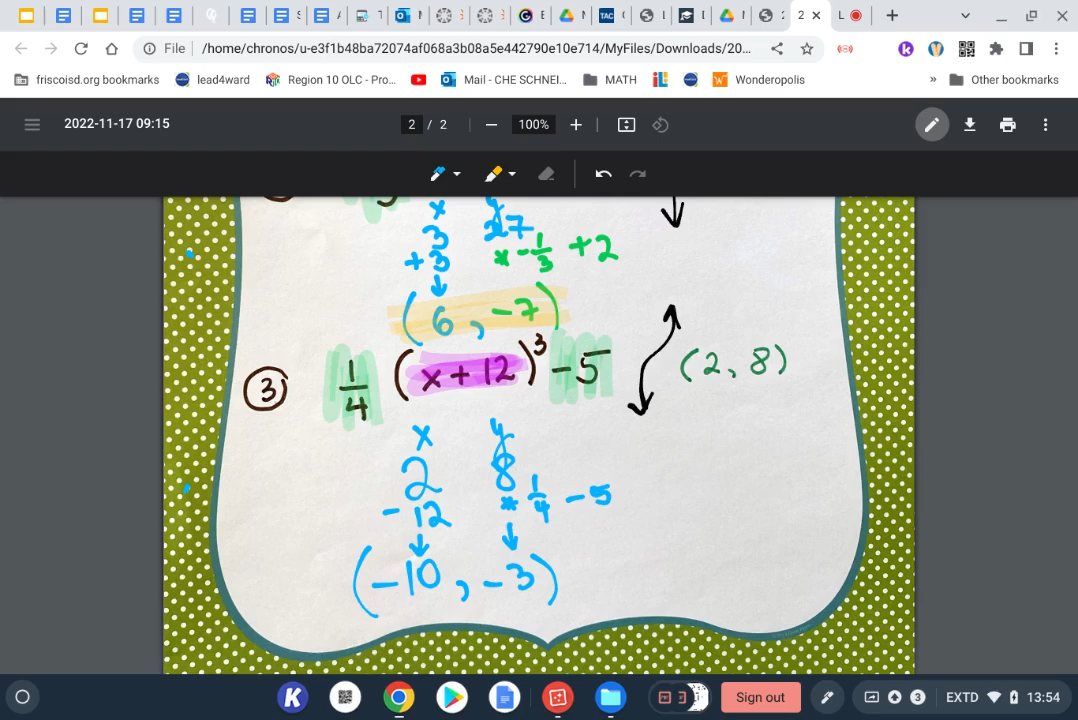 File /home/chronos/u-e3f1b48ba72074af068a3b08a5e442790e10e714/MyFiles/Downloads/20...
friscoisd.org bookmarks lead4ward Region 10 OLC - Pro... Mail - CHE SCHNEI... MATH Wonderopolis » Other bookmarks
2022-11-17 09:15 2 / 2 100%
x y
3 27
+3 * -1/3 +2
(6, -7)
③ 1/4 (x+12)³ -5 (2, 8)
x y
2 8
-12 * 1/4 -5
(-10, -3)
Sign out EXTD 13:54